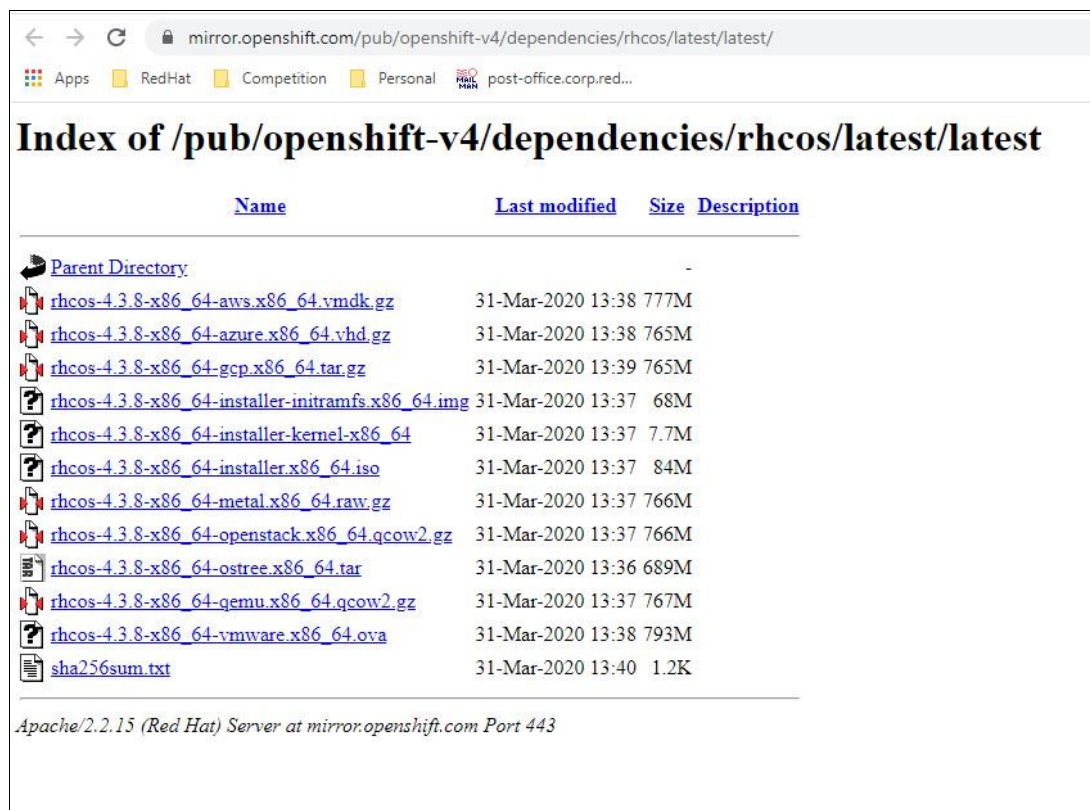 mirror.openshift.com/pub/openshift-v4/dependencies/rhcos/latest/latest/
Apps RedHat Competition Personal MAIL MAN post-office.corp.red...
Index of /pub/openshift-v4/dependencies/rhcos/latest/latest
Name Last modified Size Description
Parent Directory -
rhcos-4.3.8-x86_64-aws.x86_64.vmdk.gz 31-Mar-2020 13:38 777M
rhcos-4.3.8-x86_64-azure.x86_64.vhd.gz 31-Mar-2020 13:38 765M
rhcos-4.3.8-x86_64-gcp.x86_64.tar.gz 31-Mar-2020 13:39 765M
? rhcos-4.3.8-x86_64-installer-initramfs.x86_64.img 31-Mar-2020 13:37 68M
? rhcos-4.3.8-x86_64-installer-kernel-x86_64 31-Mar-2020 13:37 7.7M
? rhcos-4.3.8-x86_64-installer.x86_64.iso 31-Mar-2020 13:37 84M
rhcos-4.3.8-x86_64-metal.x86_64.raw.gz 31-Mar-2020 13:37 766M
rhcos-4.3.8-x86_64-openstack.x86_64.qcow2.gz 31-Mar-2020 13:37 766M
TAR rhcos-4.3.8-x86_64-ostree.x86_64.tar 31-Mar-2020 13:36 689M
rhcos-4.3.8-x86_64-qemu.x86_64.qcow2.gz 31-Mar-2020 13:37 767M
? rhcos-4.3.8-x86_64-vmware.x86_64.ova 31-Mar-2020 13:38 793M
sha256sum.txt 31-Mar-2020 13:40 1.2K
Apache/2.2.15 (Red Hat) Server at mirror.openshift.com Port 443